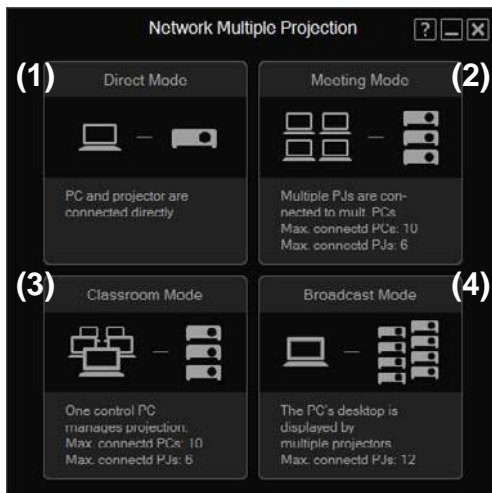 Network Multiple Projection
?
(1)
Direct Mode
PC and projector are
connected directly
(2)
Meeting Mode
Multiple PJs are con-
nected to mult. PCs
Max. connectd PCs: 10
Max. connectd PJs: 6
(3)
Classroom Mode
One control PC
manages projection.
Max. connectd PCs: 10
Max. connectd PJs: 6
(4)
Broadcast Mode
The PC's desktop is
displayed by
multiple projectors
Max. connectd PJs: 12